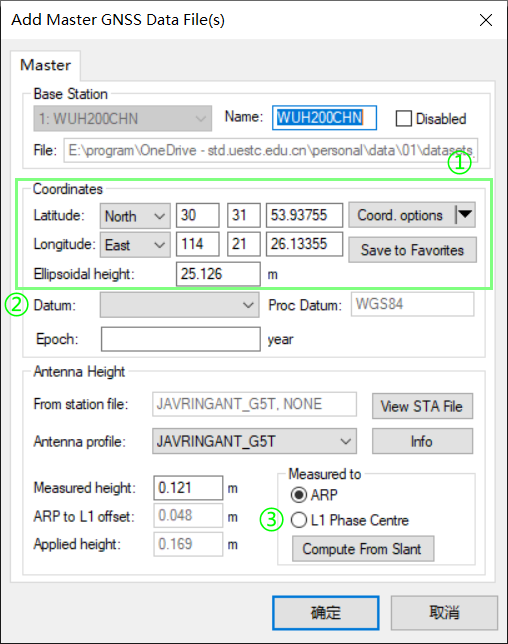 Add Master GNSS Data File(s)
Master
Base Station
1: WUH200CHN Name: WUH200CHN Disabled
File: E:\program\OneDrive - std.uestc.edu.cn\personal\data\01\datasets
①
Coordinates
Latitude: North 30 31 53.93755 Coord. options
Longitude: East 114 21 26.13355 Save to Favorites
Ellipsoidal height: 25.126 m
② Datum: Proc Datum: WGS84
Epoch: year
Antenna Height
From station file: JAVRINGANT_G5T, NONE View STA File
Antenna profile: JAVRINGANT_G5T Info
Measured to
Measured height: 0.121 m ARP
ARP to L1 offset: 0.048 m ③ L1 Phase Centre
Applied height: 0.169 m Compute From Slant
确定 取消